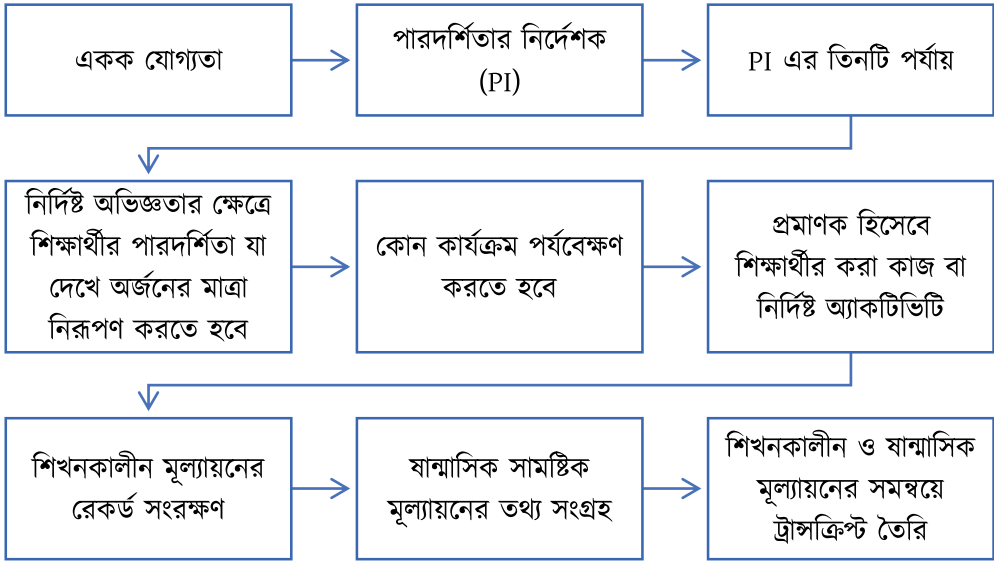 একক যোগ্যতা
পারদর্শিতার নির্দেশক
(PI)
PI এর তিনটি পর্যায়
নির্দিষ্ট অভিজ্ঞতার ক্ষেত্রে
শিক্ষার্থীর পারদর্শিতা যা
দেখে অর্জনের মাত্রা
নিরূপণ করতে হবে
কোন কার্যক্রম পর্যবেক্ষণ
করতে হবে
প্রমাণক হিসেবে
শিক্ষার্থীর করা কাজ বা
নির্দিষ্ট অ্যাকটিভিটি
শিখনকালীন মূল্যায়নের
রেকর্ড সংরক্ষণ
ষান্মাসিক সামষ্টিক
মূল্যায়নের তথ্য সংগ্রহ
শিখনকালীন ও ষান্মাসিক
মূল্যায়নের সমন্বয়ে
ট্রান্সক্রিপ্ট তৈরি